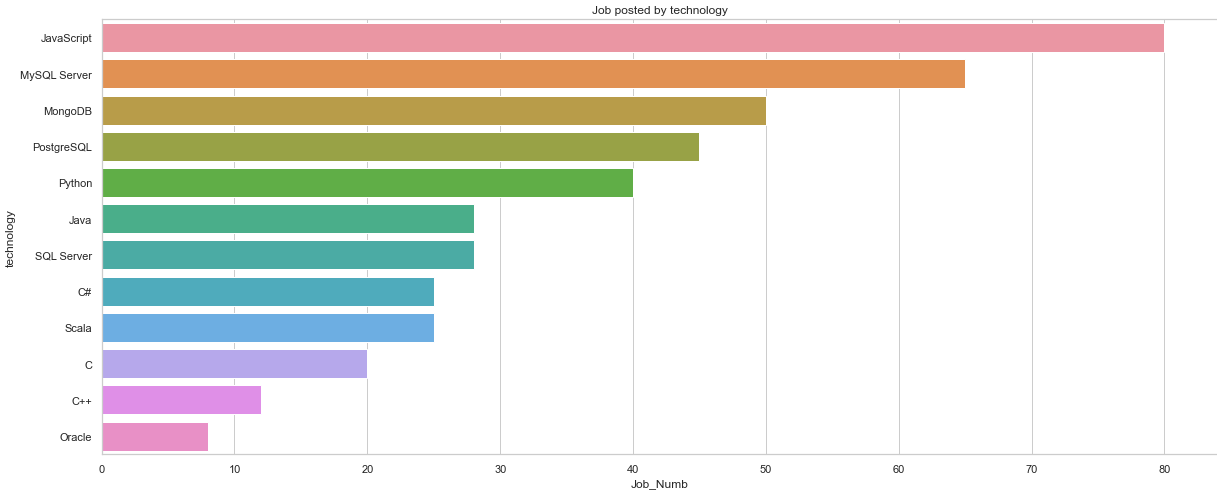 Job posted by technology
JavaScript
MySQL Server
MongoDB
PostgreSQL
Python
Java
SQL Server
C#
Scala
C
C++
Oracle
technology
0 10 20 30 40 50 60 70 80
Job_Numb